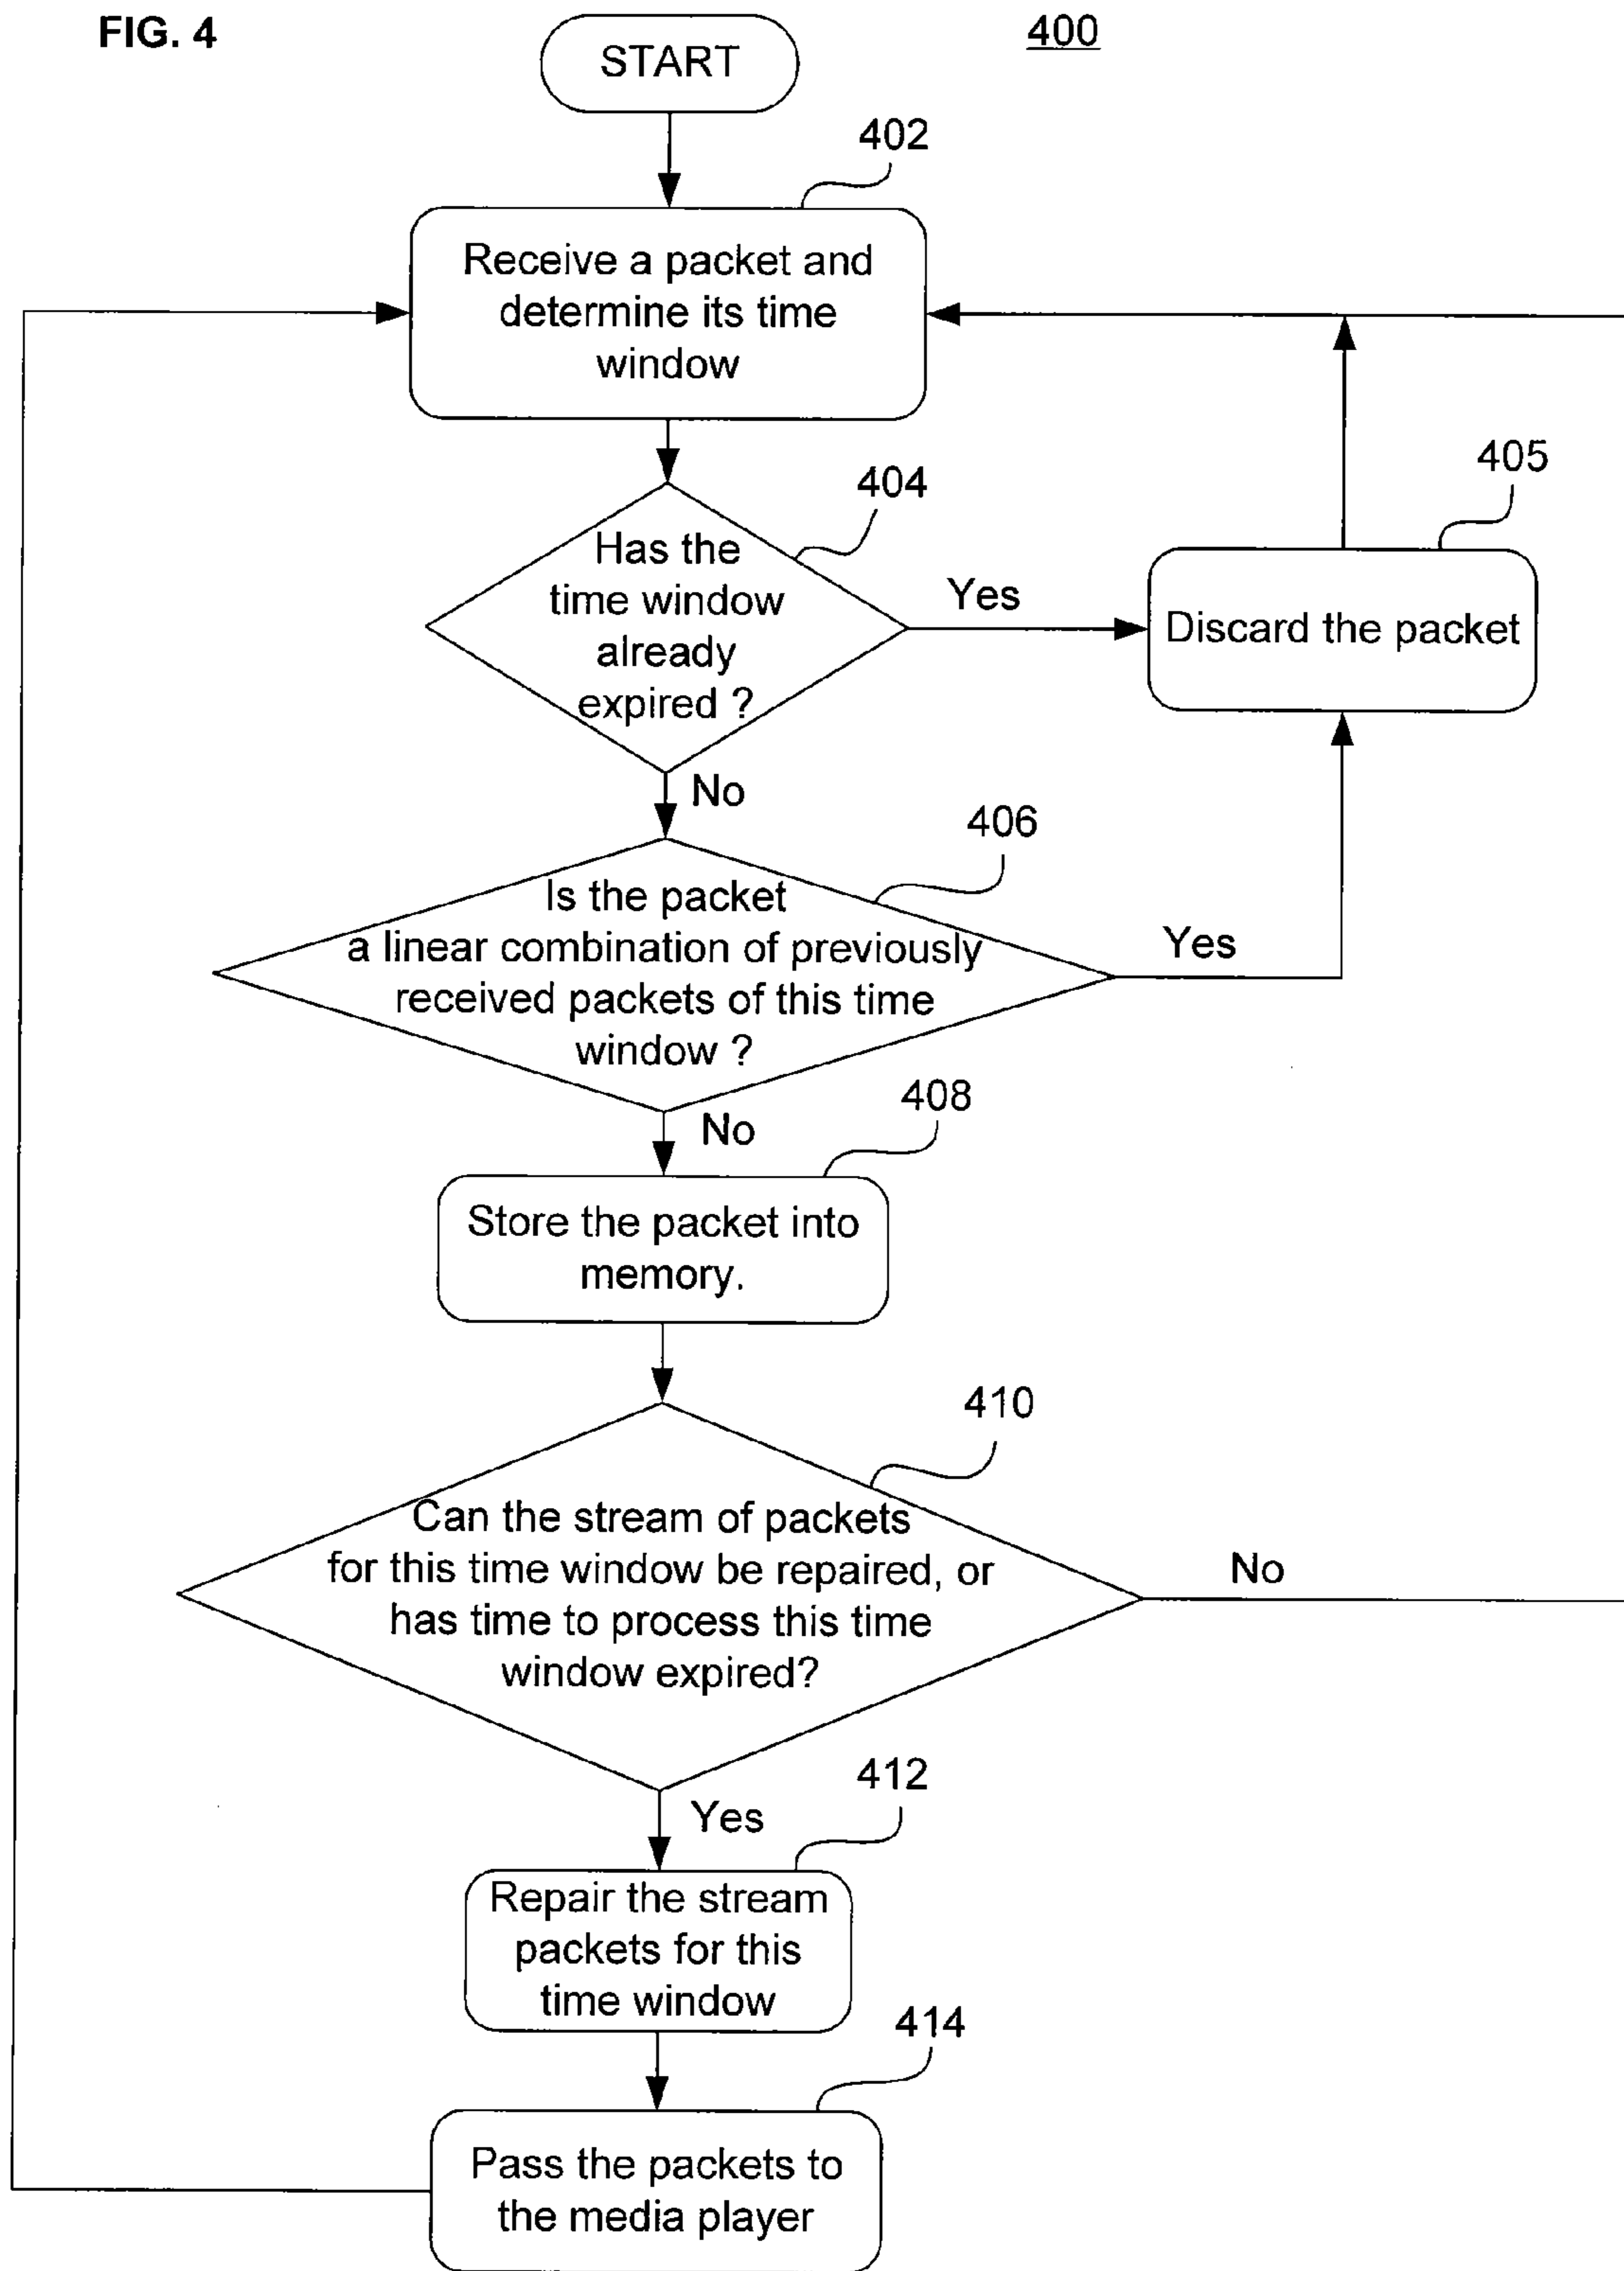 FIG. 4
400
START
402
Receive a packet and
determine its time
window
404
Has the
time window
already
expired ?
Yes
405
Discard the packet
No
406
Is the packet
a linear combination of previously
received packets of this time
window ?
Yes
No
408
Store the packet into
memory.
410
Can the stream of packets
for this time window be repaired, or
has time to process this time
window expired?
No
Yes
412
Repair the stream
packets for this
time window
414
Pass the packets to
the media player